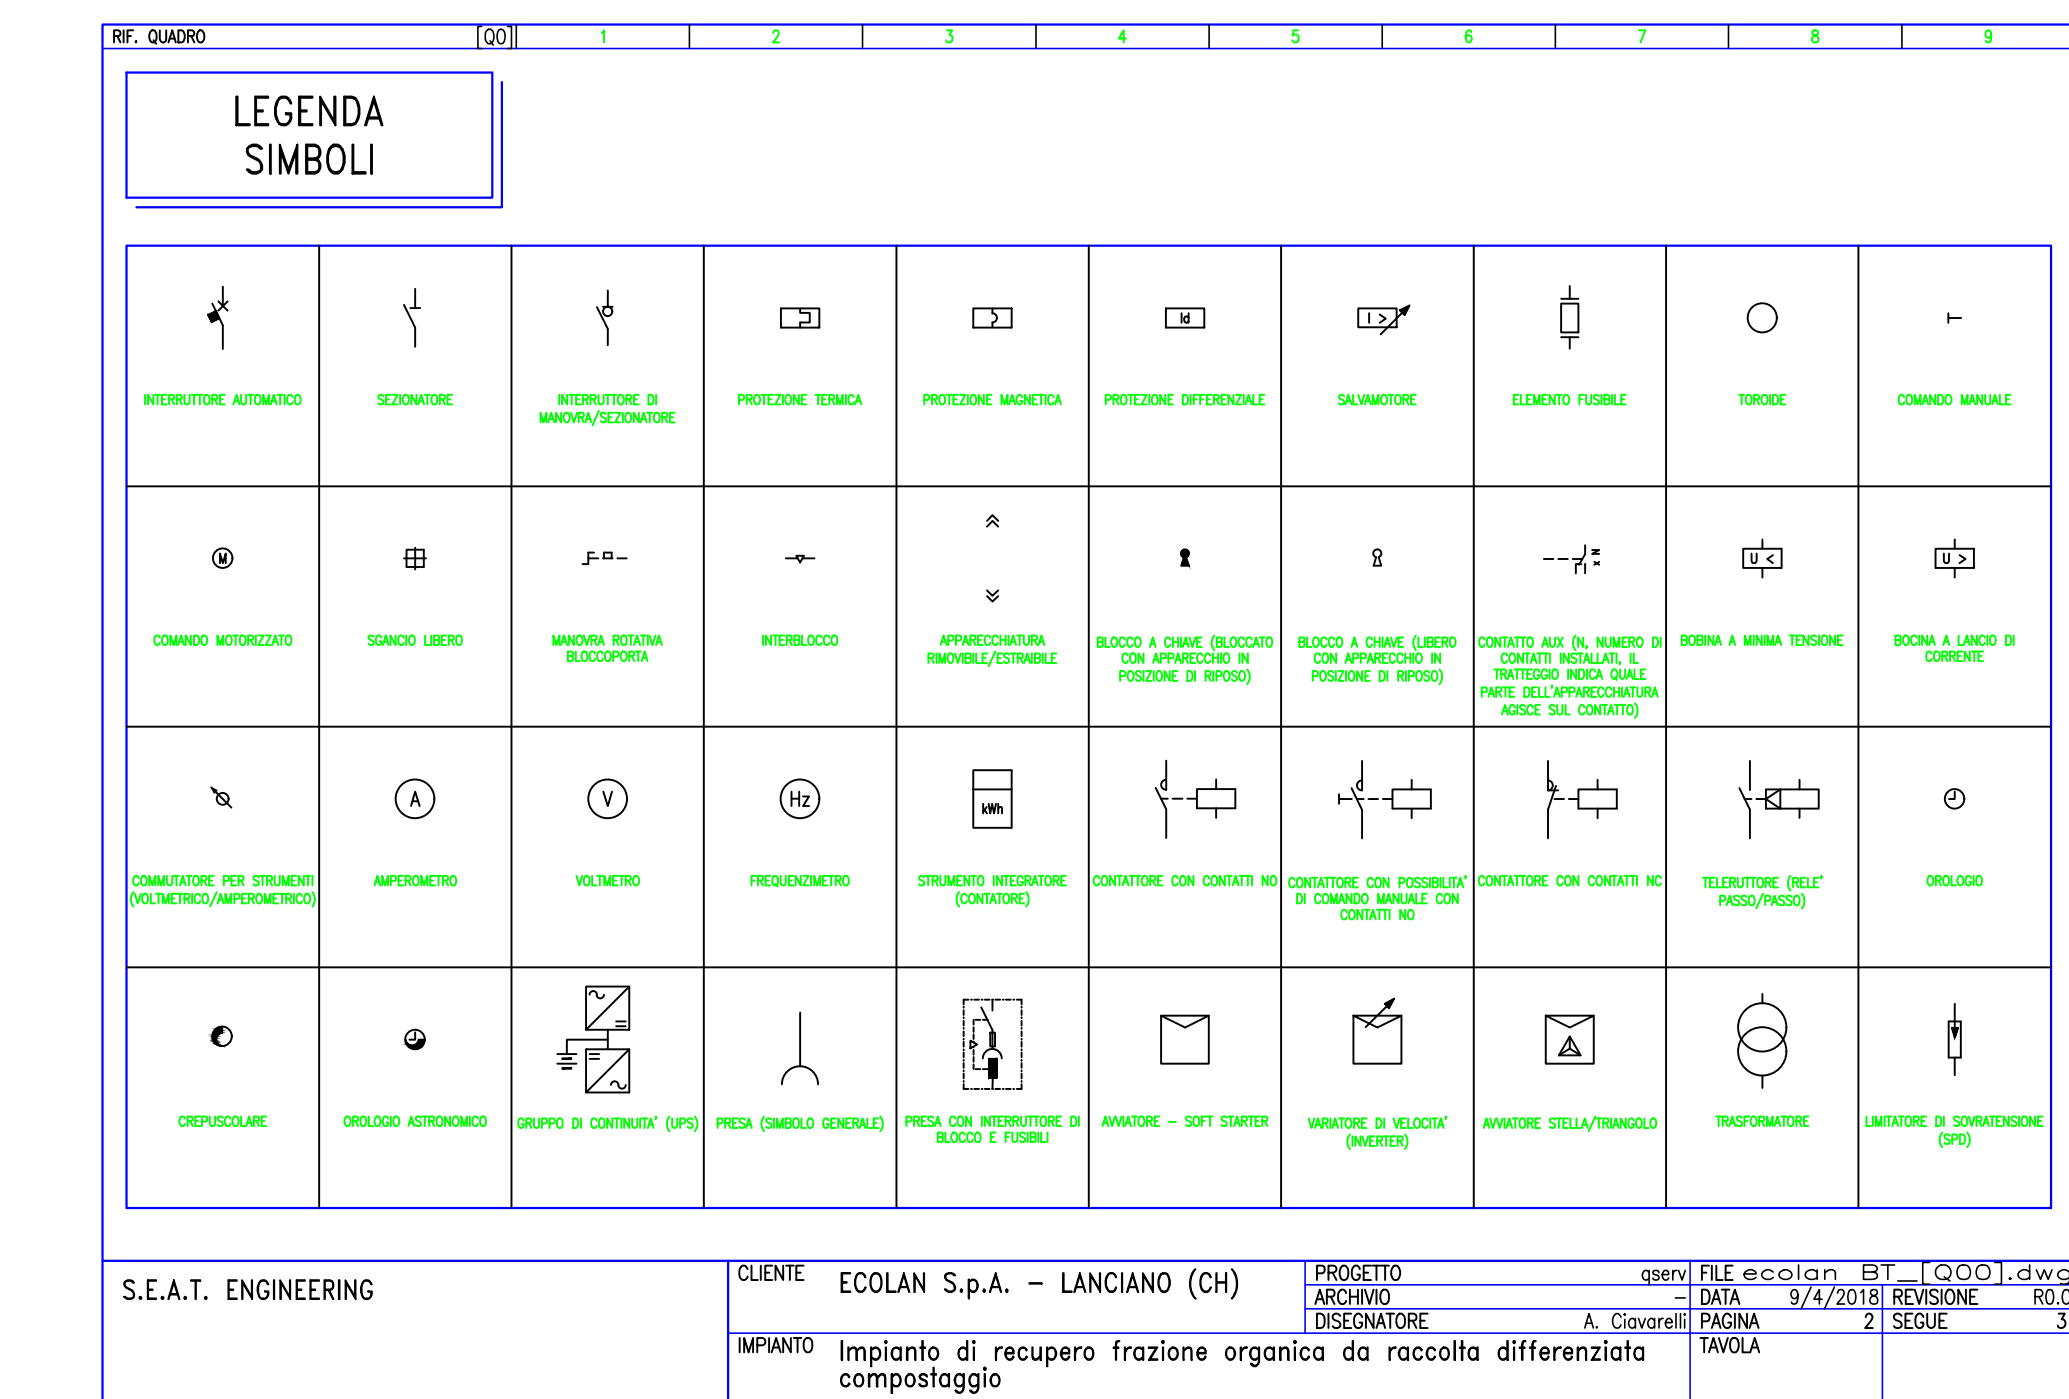 RIF. QUADRO [Q0] 1 2 3 4 5 6 7 8 9
LEGENDA
SIMBOLI
Id
I >
INTERRUTTORE AUTOMATICO
SEZIONATORE
INTERRUTTORE DI
MANOVRA/SEZIONATORE
PROTEZIONE TERMICA
PROTEZIONE MAGNETICA
PROTEZIONE DIFFERENZIALE
SALVAMOTORE
ELEMENTO FUSIBILE
TOROIDE
COMANDO MANUALE
M
N
x
U <
U >
COMANDO MOTORIZZATO
SGANCIO LIBERO
MANOVRA ROTATIVA
BLOCCOPORTA
INTERBLOCCO
APPARECCHIATURA
RIMOVIBILE/ESTRAIBILE
BLOCCO A CHIAVE (BLOCCATO
CON APPARECCHIO IN
POSIZIONE DI RIPOSO)
BLOCCO A CHIAVE (LIBERO
CON APPARECCHIO IN
POSIZIONE DI RIPOSO)
CONTATTO AUX (N, NUMERO DI
CONTATTI INSTALLATI, IL
TRATTEGGIO INDICA QUALE
PARTE DELL'APPARECCHIATURA
AGISCE SUL CONTATTO)
BOBINA A MINIMA TENSIONE
BOCINA A LANCIO DI
CORRENTE
A
V
Hz
kWh
COMMUTATORE PER STRUMENTI
(VOLTMETRICO/AMPEROMETRICO)
AMPEROMETRO
VOLTMETRO
FREQUENZIMETRO
STRUMENTO INTEGRATORE
(CONTATORE)
CONTATTORE CON CONTATTI NO
CONTATTORE CON POSSIBILITA'
DI COMANDO MANUALE CON
CONTATTI NO
CONTATTORE CON CONTATTI NC
TELERUTTORE (RELE'
PASSO/PASSO)
OROLOGIO
CREPUSCOLARE
OROLOGIO ASTRONOMICO
GRUPPO DI CONTINUITA' (UPS)
PRESA (SIMBOLO GENERALE)
PRESA CON INTERRUTTORE DI
BLOCCO E FUSIBILI
AVVIATORE – SOFT STARTER
VARIATORE DI VELOCITA'
(INVERTER)
AVVIATORE STELLA/TRIANGOLO
TRASFORMATORE
LIMITATORE DI SOVRATENSIONE
(SPD)
S.E.A.T. ENGINEERING
CLIENTE ECOLAN S.p.A. – LANCIANO (CH)
IMPIANTO Impianto di recupero frazione organica da raccolta differenziata
compostaggio
PROGETTO qserv
ARCHIVIO –
DISEGNATORE A. Ciavarelli
FILE ecolan BT_[Q00].dwg
DATA 9/4/2018 REVISIONE R0.0
PAGINA 2 SEGUE 3
TAVOLA